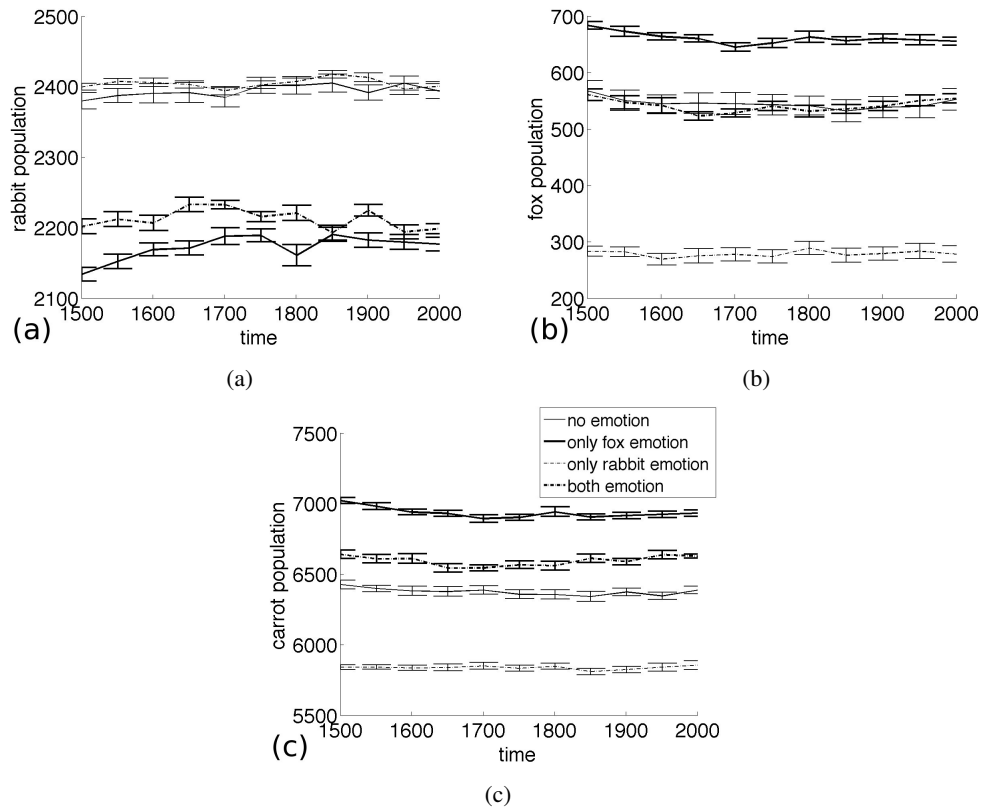 2500
2400
2300
2200
2100
rabbit population
1500 1600 1700 1800 1900 2000
time
(a)
(a)
700
600
500
400
300
200
fox population
1500 1600 1700 1800 1900 2000
time
(b)
(b)
no emotion
only fox emotion
only rabbit emotion
both emotion
7500
7000
6500
6000
5500
carrot population
1500 1600 1700 1800 1900 2000
time
(c)
(c)